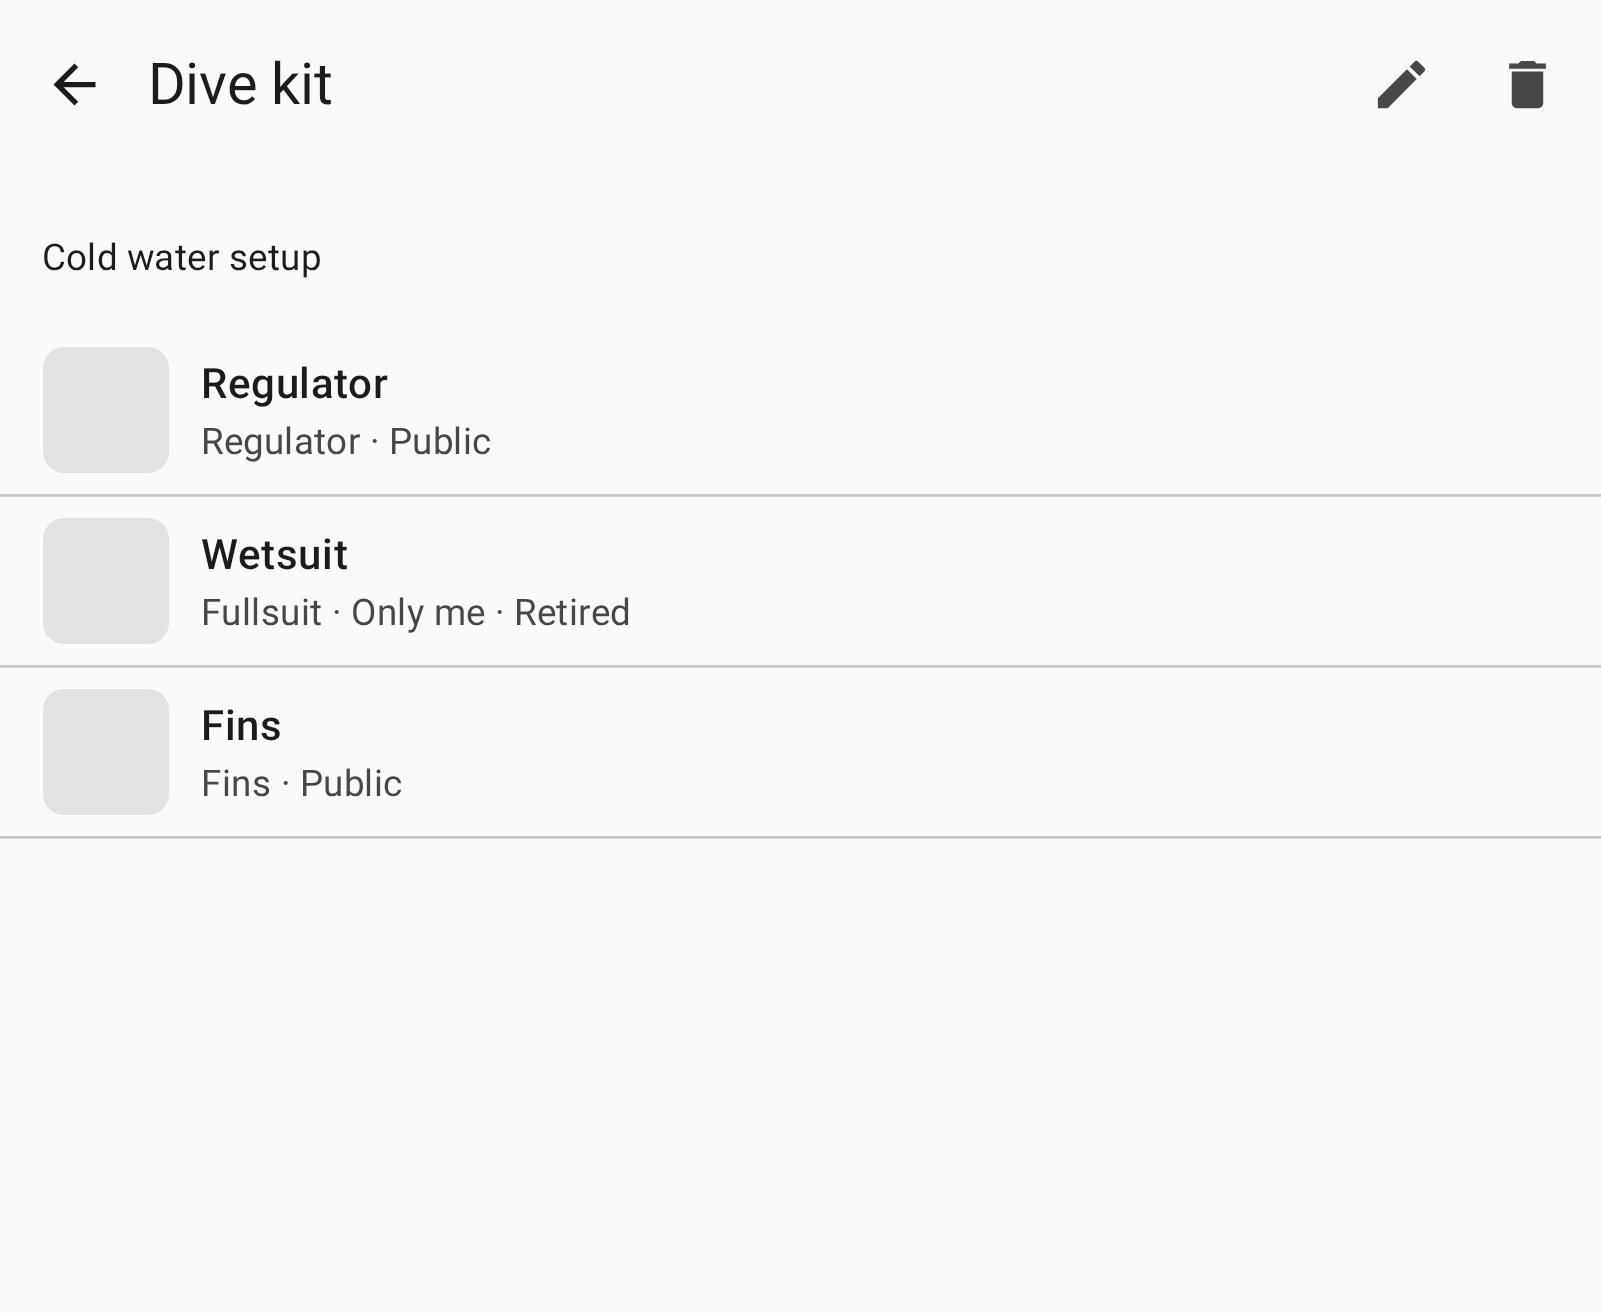 Dive kit
Cold water setup
Regulator
Regulator · Public
Wetsuit
Fullsuit · Only me · Retired
Fins
Fins · Public